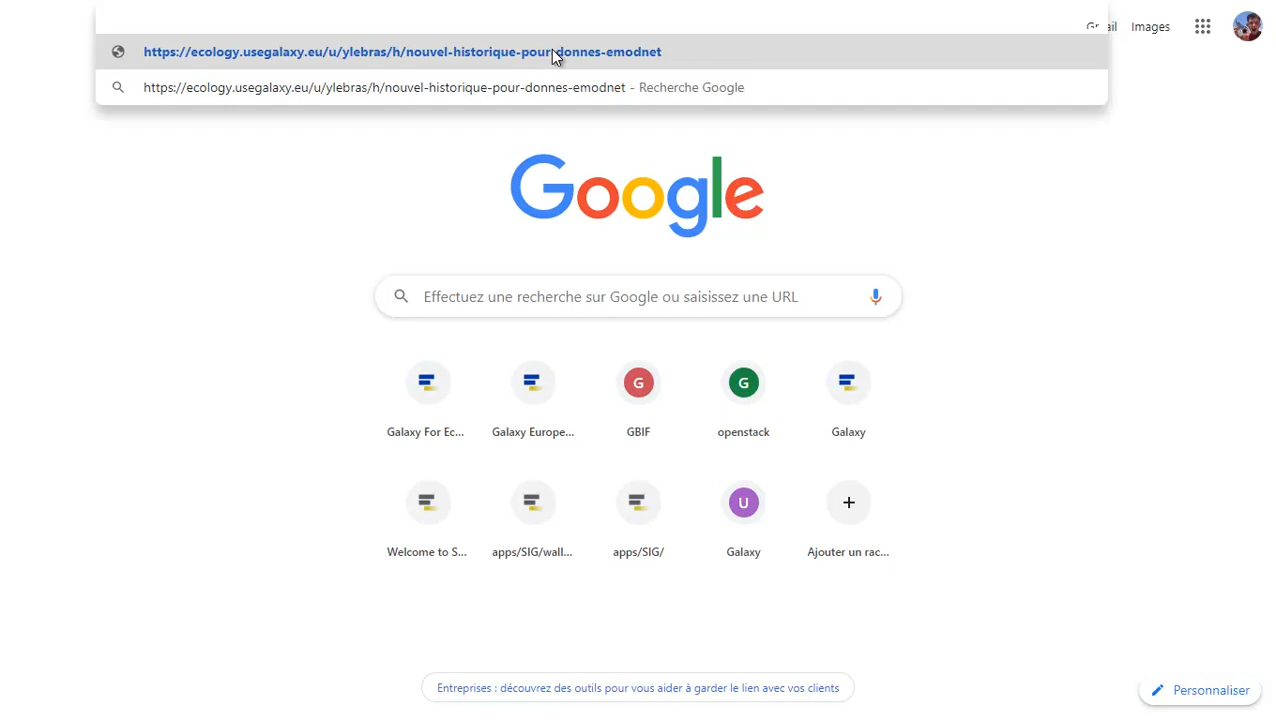 https://ecology.usegalaxy.eu/u/ylebras/h/nouvel-historique-pour-donnes-emodnet
Gmail Images
https://ecology.usegalaxy.eu/u/ylebras/h/nouvel-historique-pour-donnes-emodnet - Recherche Google
Google
Effectuez une recherche sur Google ou saisissez une URL
G G
Galaxy For Ec... Galaxy Europe... GBIF openstack Galaxy
U
Welcome to S... apps/SIG/wall... apps/SIG/ Galaxy Ajouter un rac...
Entreprises : découvrez des outils pour vous aider à garder le lien avec vos clients
Personnaliser